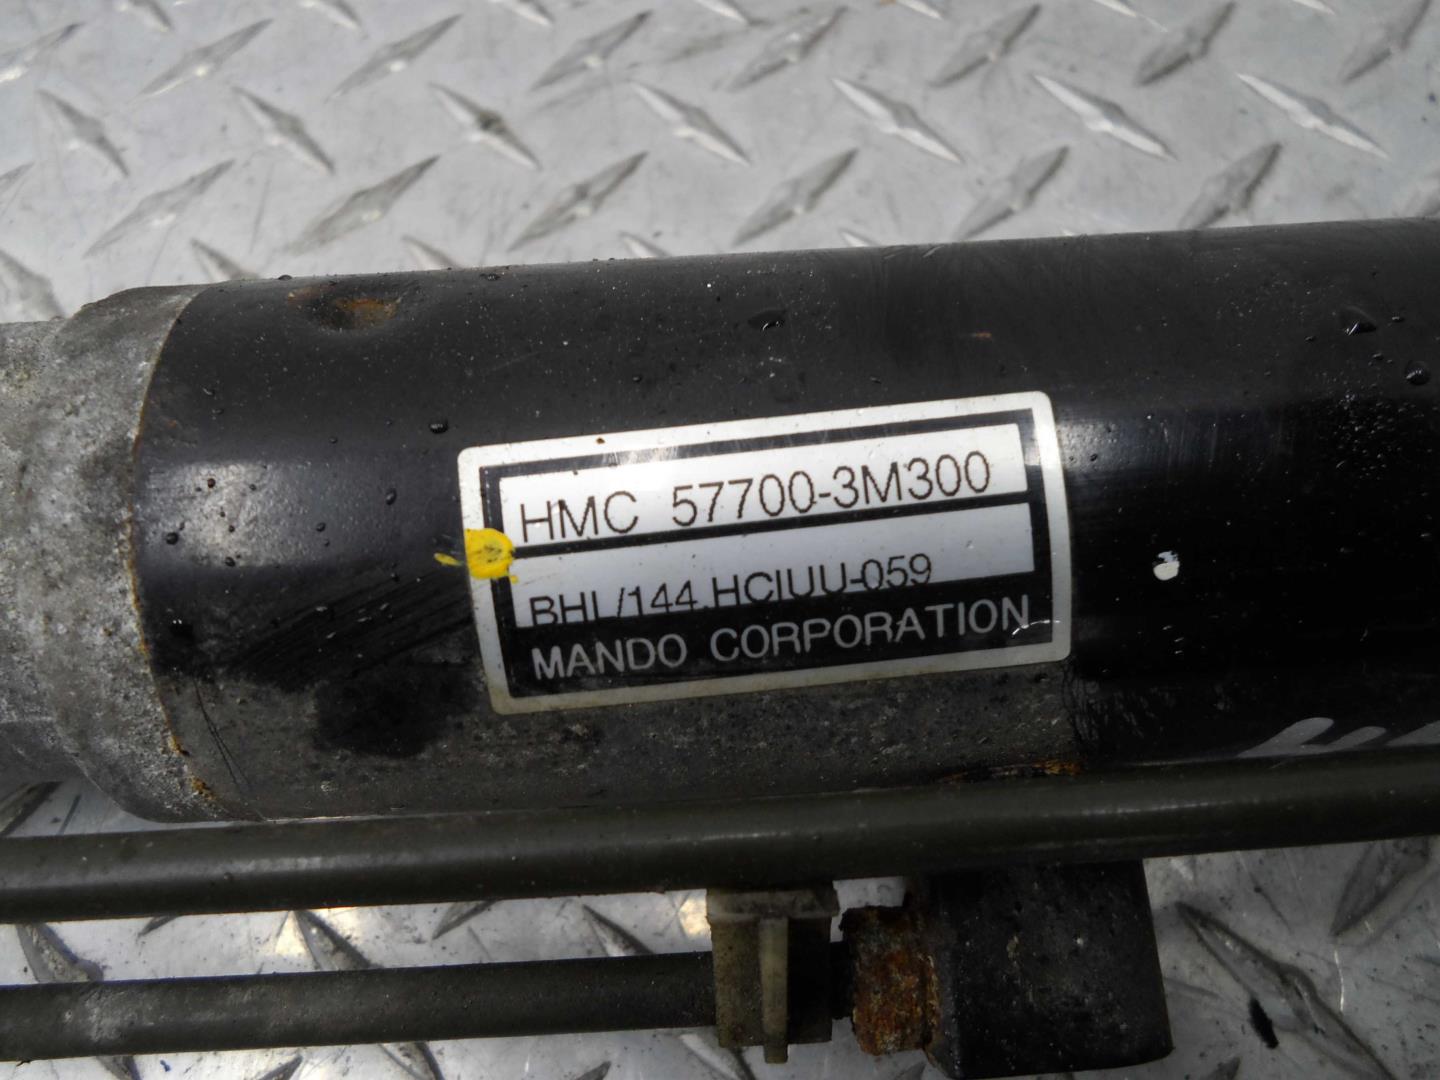 HMC 57700-3M300
BHL/144.HCIUU-059
MANDO CORPORATION